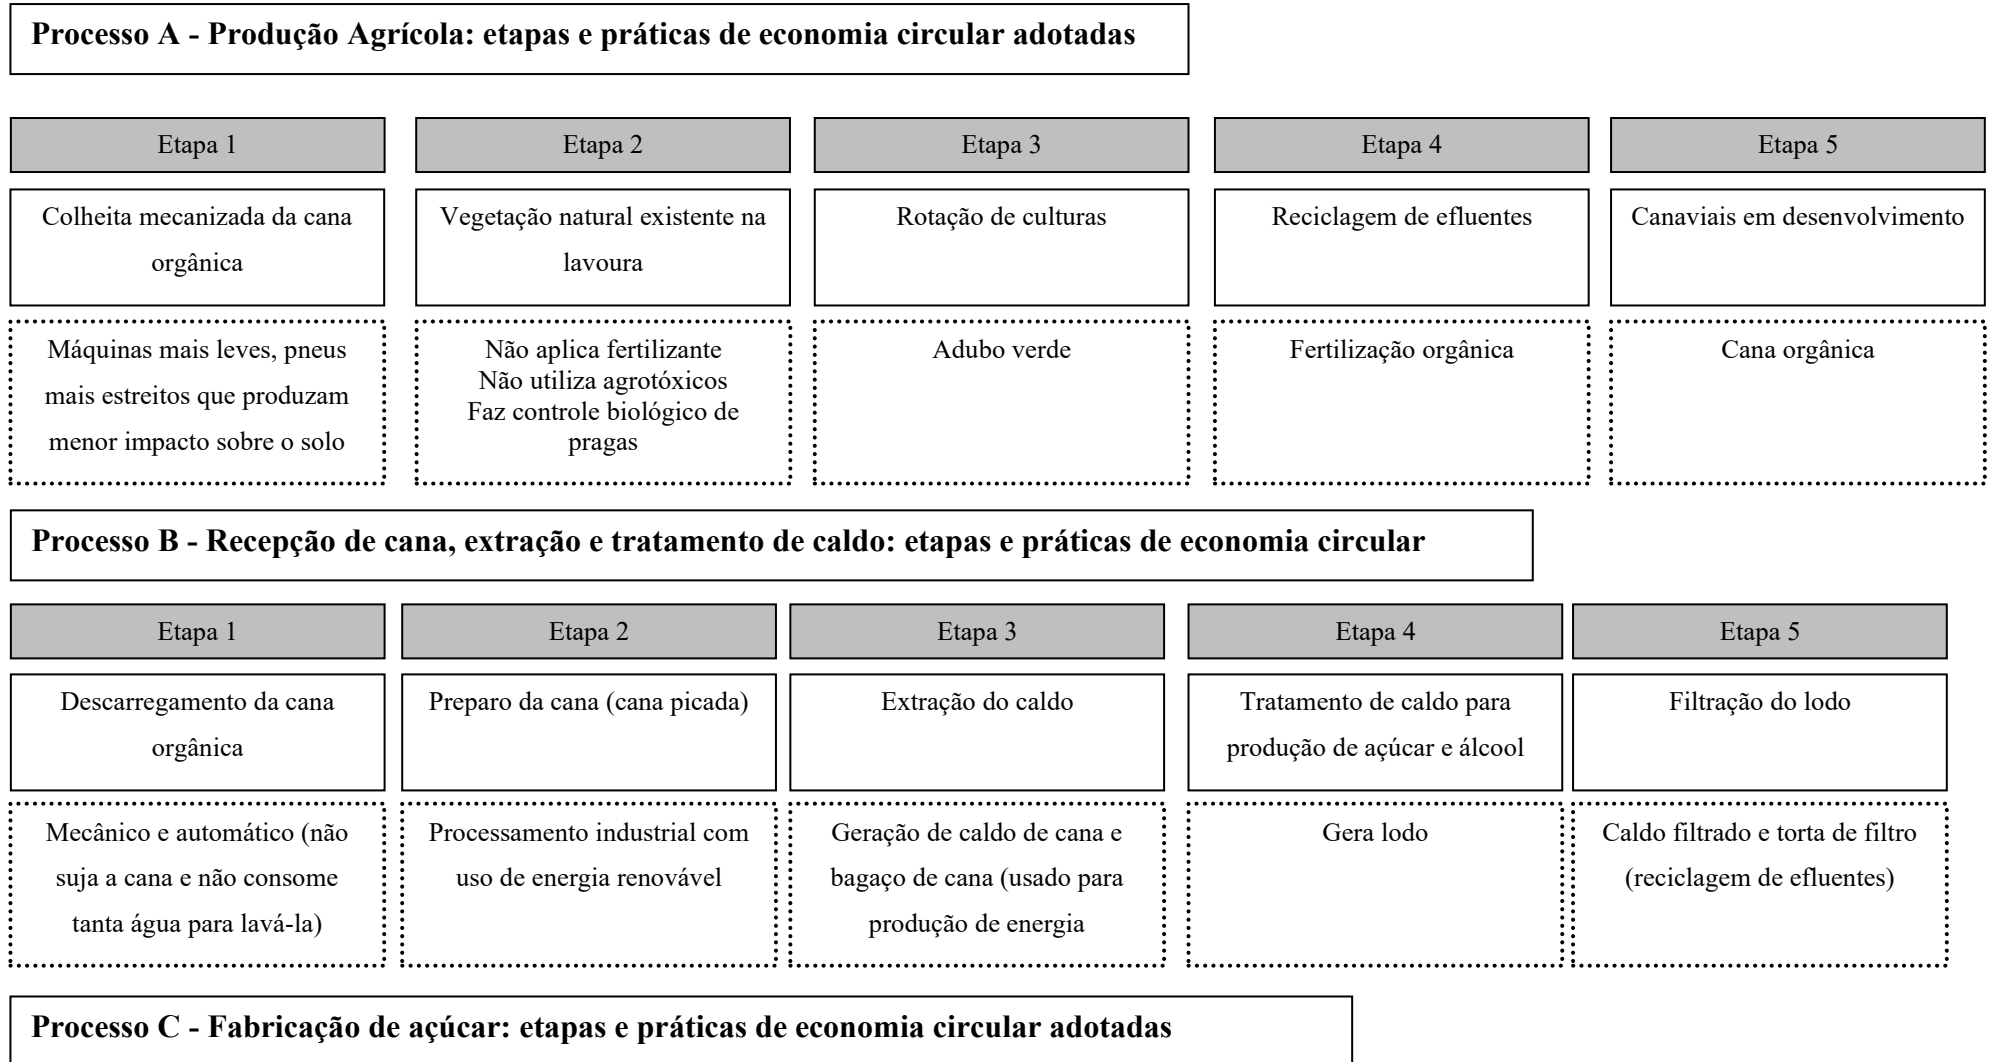 Processo A - Produção Agrícola: etapas e práticas de economia circular adotadas
Etapa 1
Etapa 2
Etapa 3
Etapa 4
Etapa 5
Colheita mecanizada da cana
orgânica
Vegetação natural existente na
lavoura
Rotação de culturas
Reciclagem de efluentes
Canaviais em desenvolvimento
Máquinas mais leves, pneus
mais estreitos que produzam
menor impacto sobre o solo
Não aplica fertilizante
Não utiliza agrotóxicos
Faz controle biológico de
pragas
Adubo verde
Fertilização orgânica
Cana orgânica
Processo B - Recepção de cana, extração e tratamento de caldo: etapas e práticas de economia circular
Etapa 1
Etapa 2
Etapa 3
Etapa 4
Etapa 5
Descarregamento da cana
orgânica
Preparo da cana (cana picada)
Extração do caldo
Tratamento de caldo para
produção de açúcar e álcool
Filtração do lodo
Mecânico e automático (não
suja a cana e não consome
tanta água para lavá-la)
Processamento industrial com
uso de energia renovável
Geração de caldo de cana e
bagaço de cana (usado para
produção de energia
Gera lodo
Caldo filtrado e torta de filtro
(reciclagem de efluentes)
Processo C - Fabricação de açúcar: etapas e práticas de economia circular adotadas